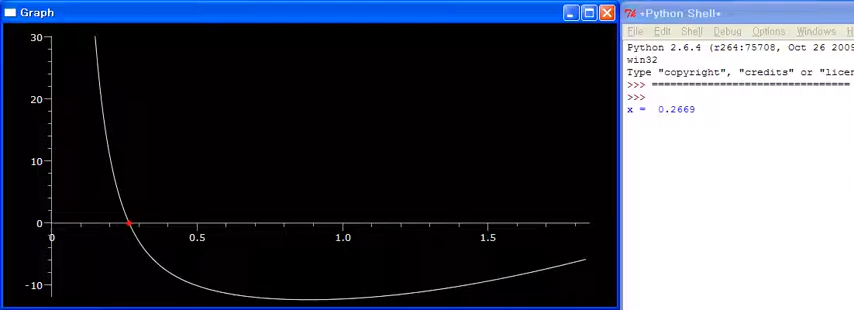 Graph
30
20
10
0
-10
0
0.5
1.0
1.5
*Python Shell*
File Edit Shell Debug Options Windows H
Python 2.6.4 (r264:75708, Oct 26 2009
win32
Type "copyright", "credits" or "licen
>>> ================================
>>>
x =  0.2669